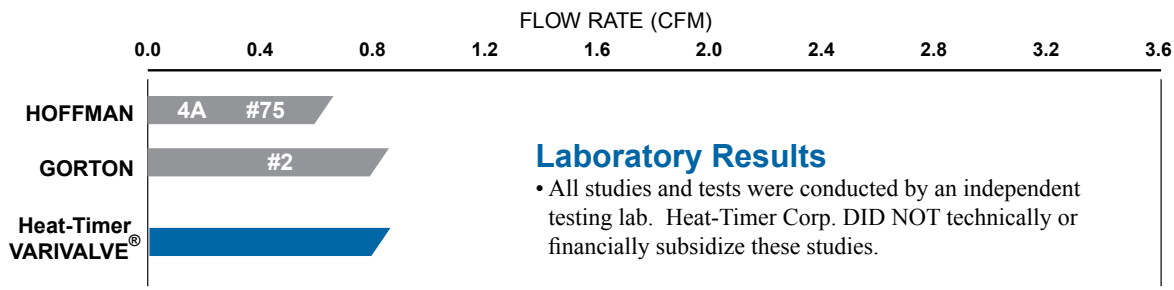 FLOW RATE (CFM)
0.0 0.4 0.8 1.2 1.6 2.0 2.4 2.8 3.2 3.6
HOFFMAN 4A #75
GORTON #2
Heat-Timer
VARIVALVE®
Laboratory Results
• All studies and tests were conducted by an independent
testing lab. Heat-Timer Corp. DID NOT technically or
financially subsidize these studies.